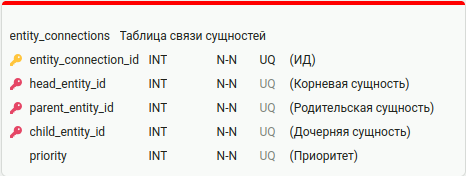 entity_connections Таблица связи сущностей
entity_connection_id INT N-N UQ (ИД)
head_entity_id INT N-N UQ (Корневая сущность)
parent_entity_id INT N-N UQ (Родительская сущность)
child_entity_id INT N-N UQ (Дочерняя сущность)
priority INT N-N UQ (Приоритет)